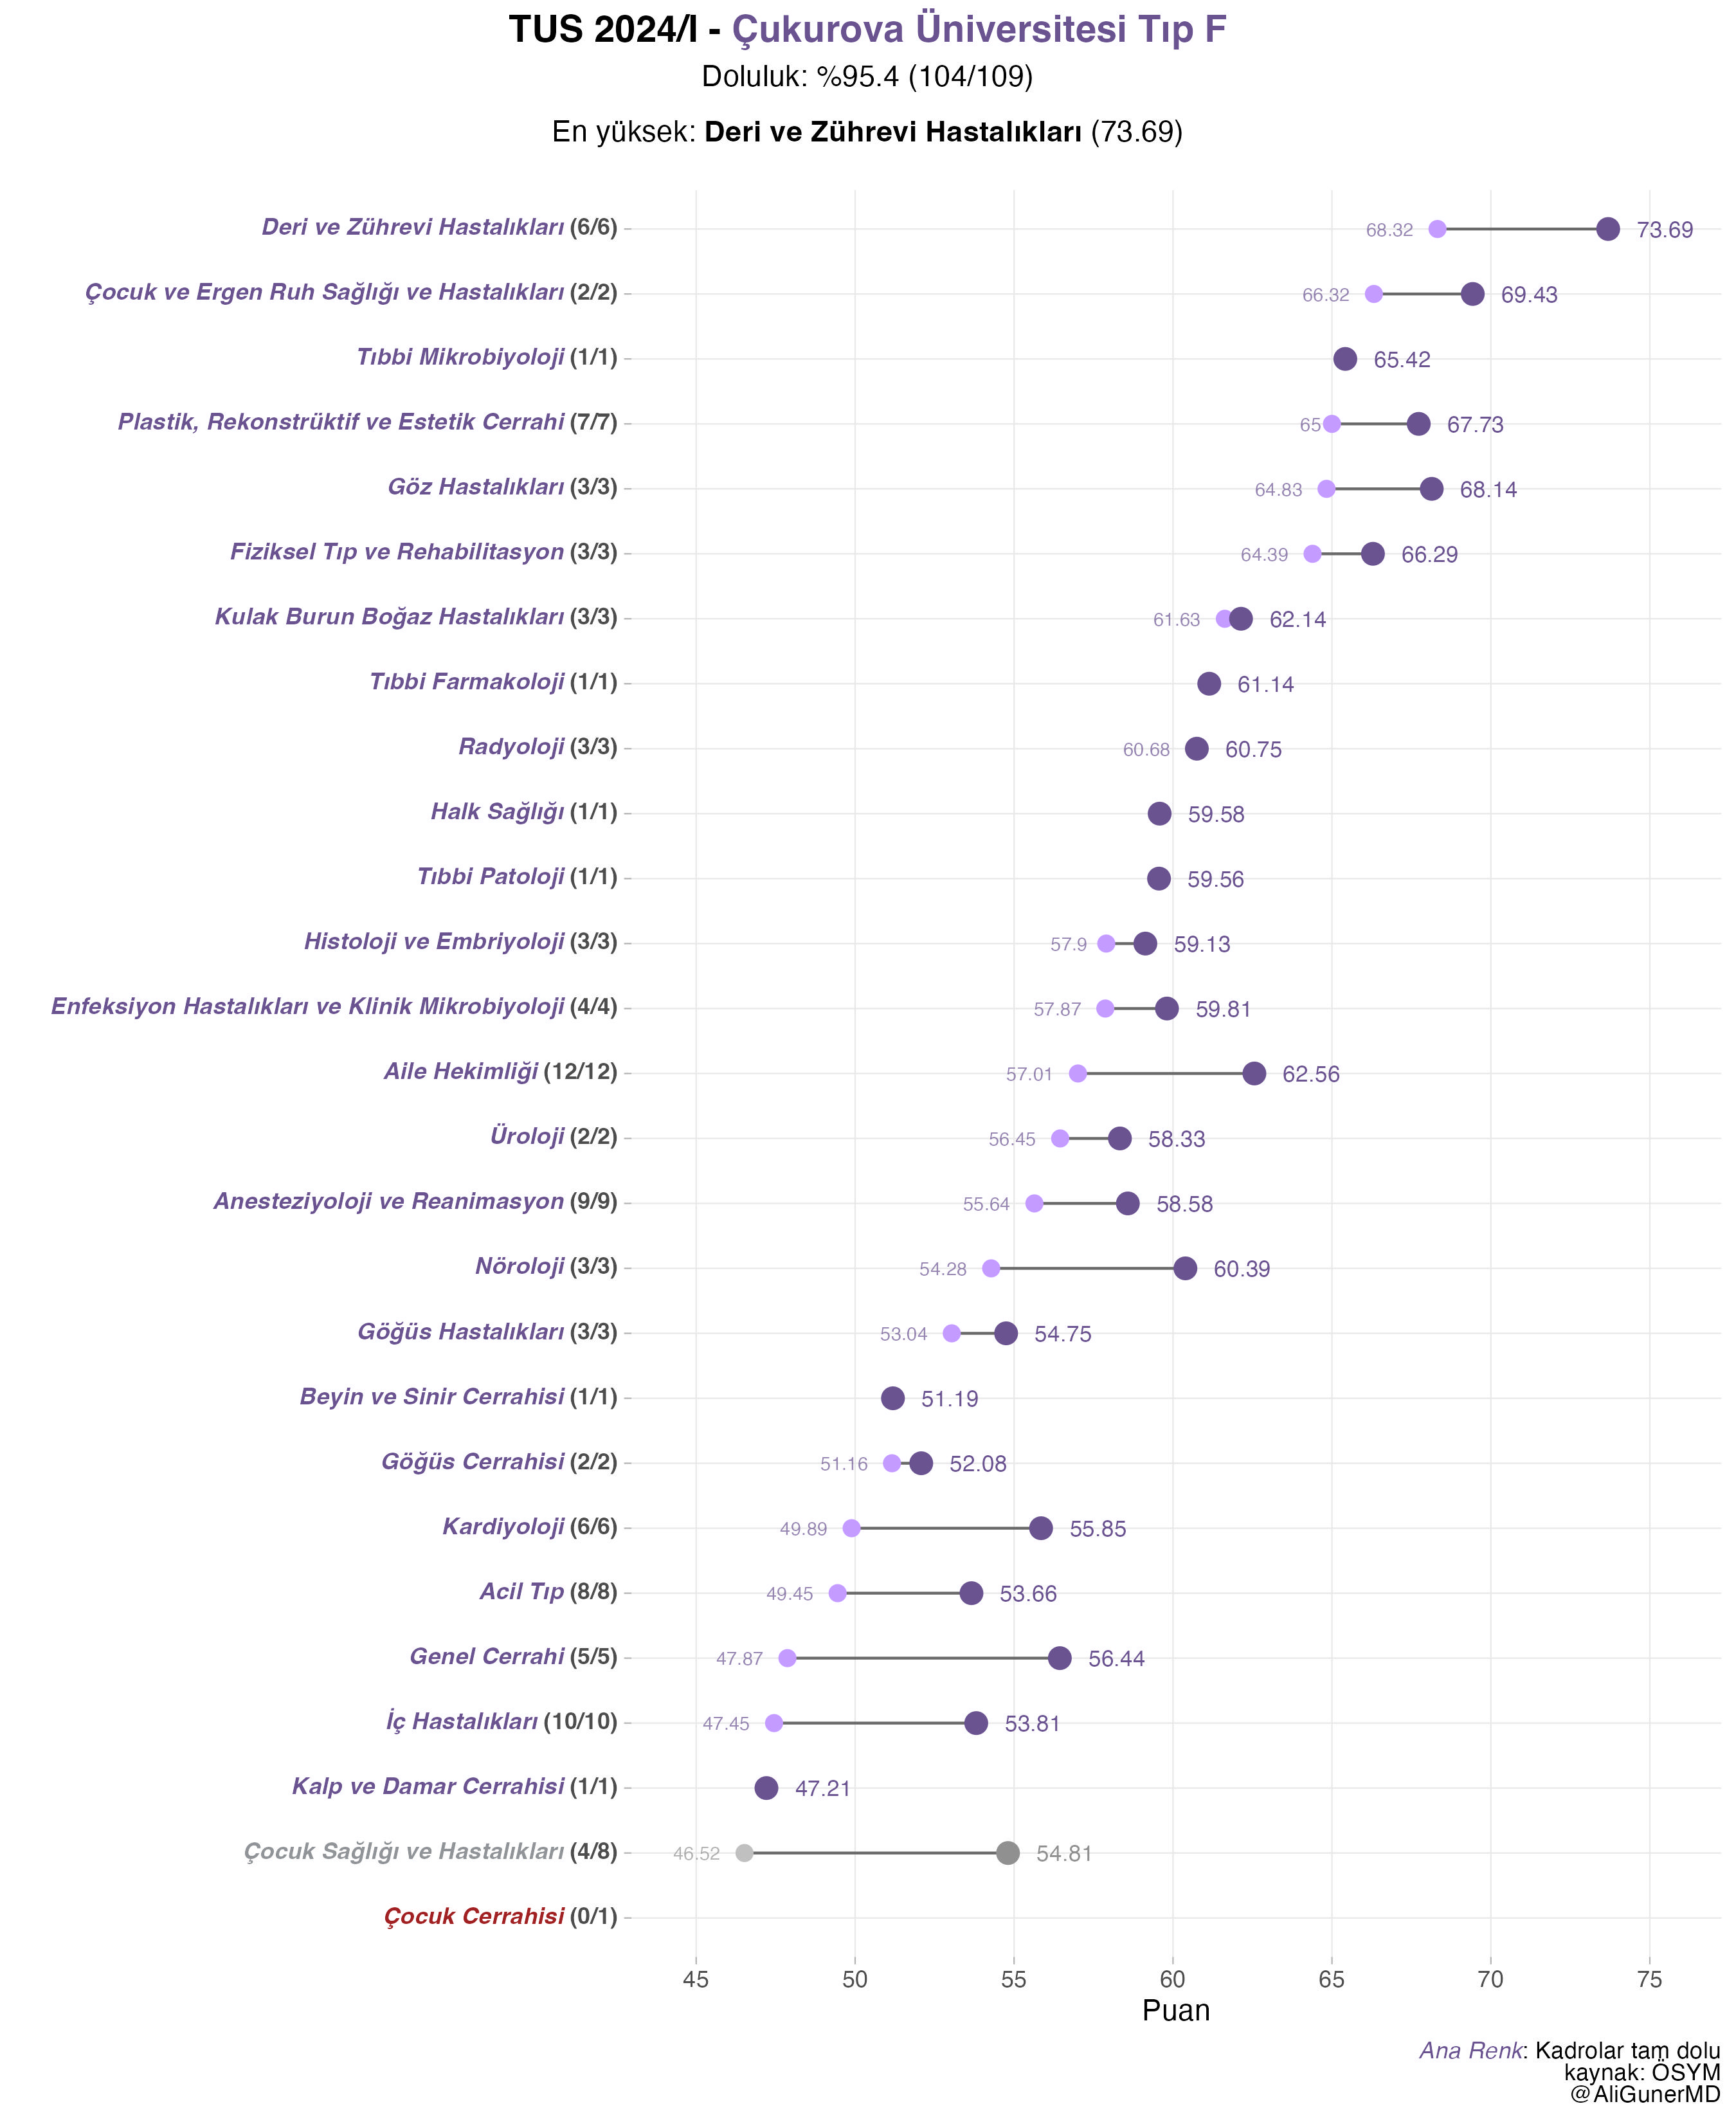 TUS 2024/I - Çukurova Üniversitesi Tıp F
Doluluk: %95.4 (104/109)
En yüksek: Deri ve Zührevi Hastalıkları (73.69)
Deri ve Zührevi Hastalıkları (6/6) 68.32 73.69
Çocuk ve Ergen Ruh Sağlığı ve Hastalıkları (2/2) 66.32 69.43
Tıbbi Mikrobiyoloji (1/1) 65.42
Plastik, Rekonstrüktif ve Estetik Cerrahi (7/7) 65 67.73
Göz Hastalıkları (3/3) 64.83 68.14
Fiziksel Tıp ve Rehabilitasyon (3/3) 64.39 66.29
Kulak Burun Boğaz Hastalıkları (3/3) 61.63 62.14
Tıbbi Farmakoloji (1/1) 61.14
Radyoloji (3/3) 60.68 60.75
Halk Sağlığı (1/1) 59.58
Tıbbi Patoloji (1/1) 59.56
Histoloji ve Embriyoloji (3/3) 57.9 59.13
Enfeksiyon Hastalıkları ve Klinik Mikrobiyoloji (4/4) 57.87 59.81
Aile Hekimliği (12/12) 57.01 62.56
Üroloji (2/2) 56.45 58.33
Anesteziyoloji ve Reanimasyon (9/9) 55.64 58.58
Nöroloji (3/3) 54.28 60.39
Göğüs Hastalıkları (3/3) 53.04 54.75
Beyin ve Sinir Cerrahisi (1/1) 51.19
Göğüs Cerrahisi (2/2) 51.16 52.08
Kardiyoloji (6/6) 49.89 55.85
Acil Tıp (8/8) 49.45 53.66
Genel Cerrahi (5/5) 47.87 56.44
İç Hastalıkları (10/10) 47.45 53.81
Kalp ve Damar Cerrahisi (1/1) 47.21
Çocuk Sağlığı ve Hastalıkları (4/8) 46.52 54.81
Çocuk Cerrahisi (0/1)
45 50 55 60 65 70 75
Puan
Ana Renk: Kadrolar tam dolu
kaynak: ÖSYM
@AliGunerMD